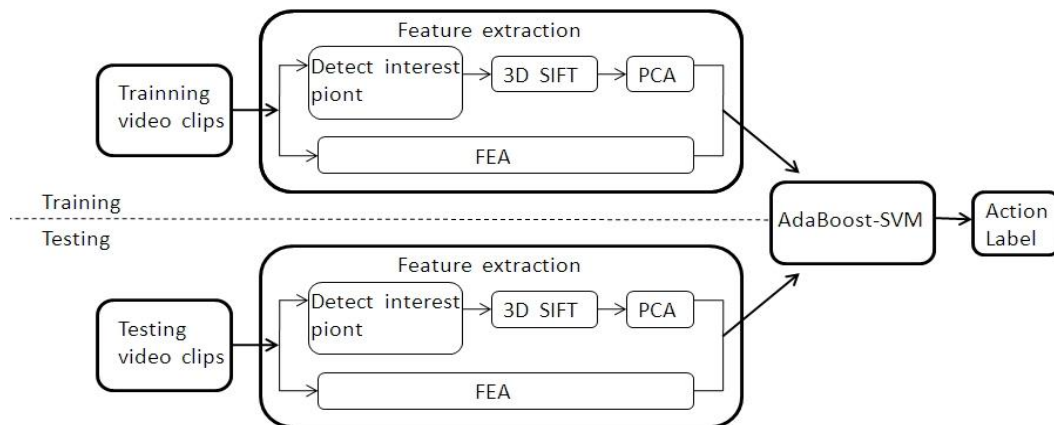 Feature extraction
Detect interest
piont
3D SIFT
PCA
Trainning
video clips
FEA
Training
AdaBoost-SVM
Action
Label
Testing
Feature extraction
Detect interest
piont
3D SIFT
PCA
Testing
video clips
FEA